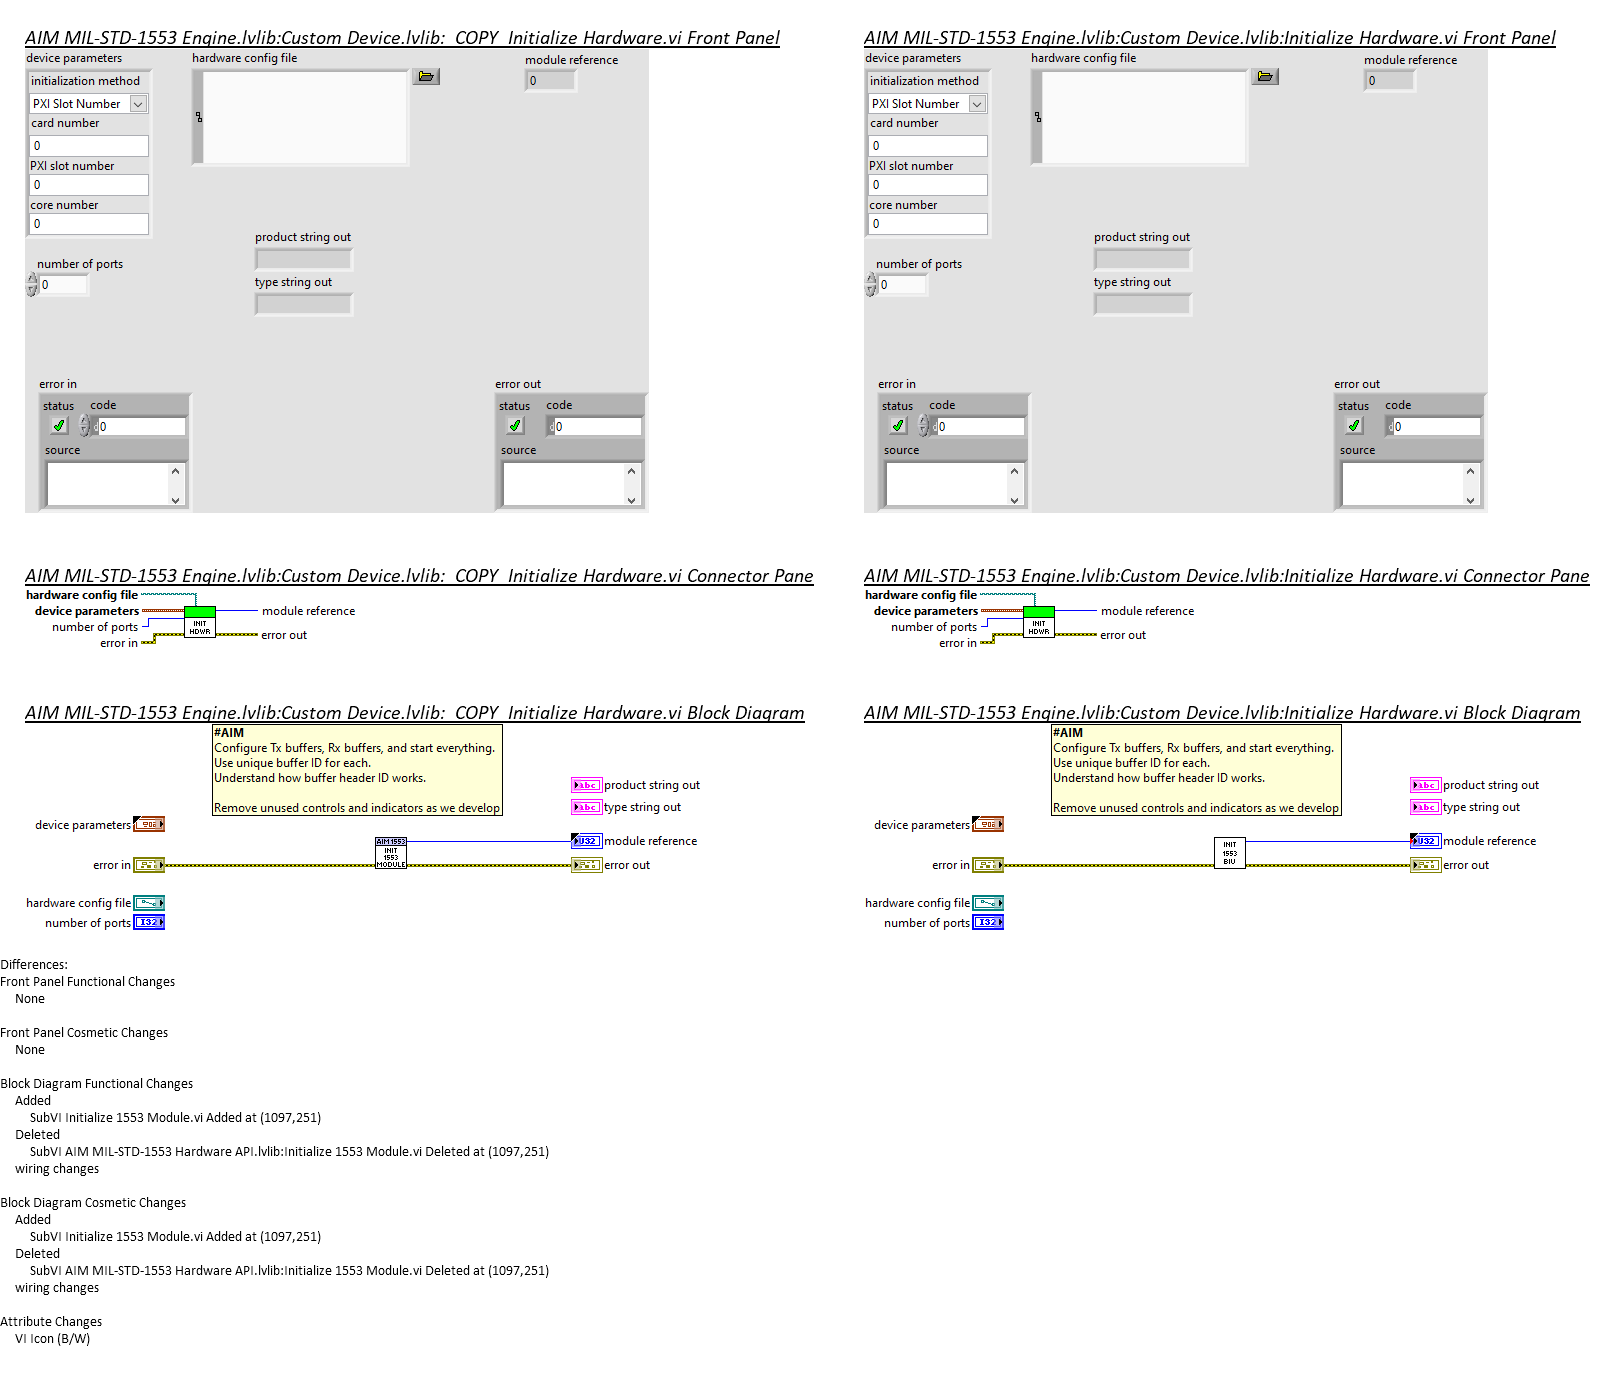 AIM MIL-STD-1553 Engine.lvlib:Custom Device.lvlib:_COPY_Initialize Hardware.vi Front Panel
device parameters
initialization method
PXI Slot Number
card number
0
PXI slot number
0
core number
0
hardware config file
module reference
0
product string out
number of ports
0
type string out
error in
status code
0
source
error out
status code
0
source
AIM MIL-STD-1553 Engine.lvlib:Custom Device.lvlib:Initialize Hardware.vi Front Panel
device parameters
initialization method
PXI Slot Number
card number
0
PXI slot number
0
core number
0
hardware config file
module reference
0
product string out
number of ports
0
type string out
error in
status code
0
source
error out
status code
0
source
AIM MIL-STD-1553 Engine.lvlib:Custom Device.lvlib:_COPY_Initialize Hardware.vi Connector Pane
hardware config file
device parameters
number of ports
error in
INIT
HDWR
module reference
error out
AIM MIL-STD-1553 Engine.lvlib:Custom Device.lvlib:Initialize Hardware.vi Connector Pane
hardware config file
device parameters
number of ports
error in
INIT
HDWR
module reference
error out
AIM MIL-STD-1553 Engine.lvlib:Custom Device.lvlib:_COPY_Initialize Hardware.vi Block Diagram
#AIM
Configure Tx buffers, Rx buffers, and start everything.
Use unique buffer ID for each.
Understand how buffer header ID works.
Remove unused controls and indicators as we develop
abc product string out
abc type string out
device parameters
AIM1553
INIT
1553
MODULE
U32 module reference
error in
error out
hardware config file
number of ports I32
AIM MIL-STD-1553 Engine.lvlib:Custom Device.lvlib:Initialize Hardware.vi Block Diagram
#AIM
Configure Tx buffers, Rx buffers, and start everything.
Use unique buffer ID for each.
Understand how buffer header ID works.
Remove unused controls and indicators as we develop
abc product string out
abc type string out
device parameters
INIT
1553
BIU
U32 module reference
error in
error out
hardware config file
number of ports I32
Differences:
Front Panel Functional Changes
None
Front Panel Cosmetic Changes
None
Block Diagram Functional Changes
Added
SubVI Initialize 1553 Module.vi Added at (1097,251)
Deleted
SubVI AIM MIL-STD-1553 Hardware API.lvlib:Initialize 1553 Module.vi Deleted at (1097,251)
wiring changes
Block Diagram Cosmetic Changes
Added
SubVI Initialize 1553 Module.vi Added at (1097,251)
Deleted
SubVI AIM MIL-STD-1553 Hardware API.lvlib:Initialize 1553 Module.vi Deleted at (1097,251)
wiring changes
Attribute Changes
VI Icon (B/W)